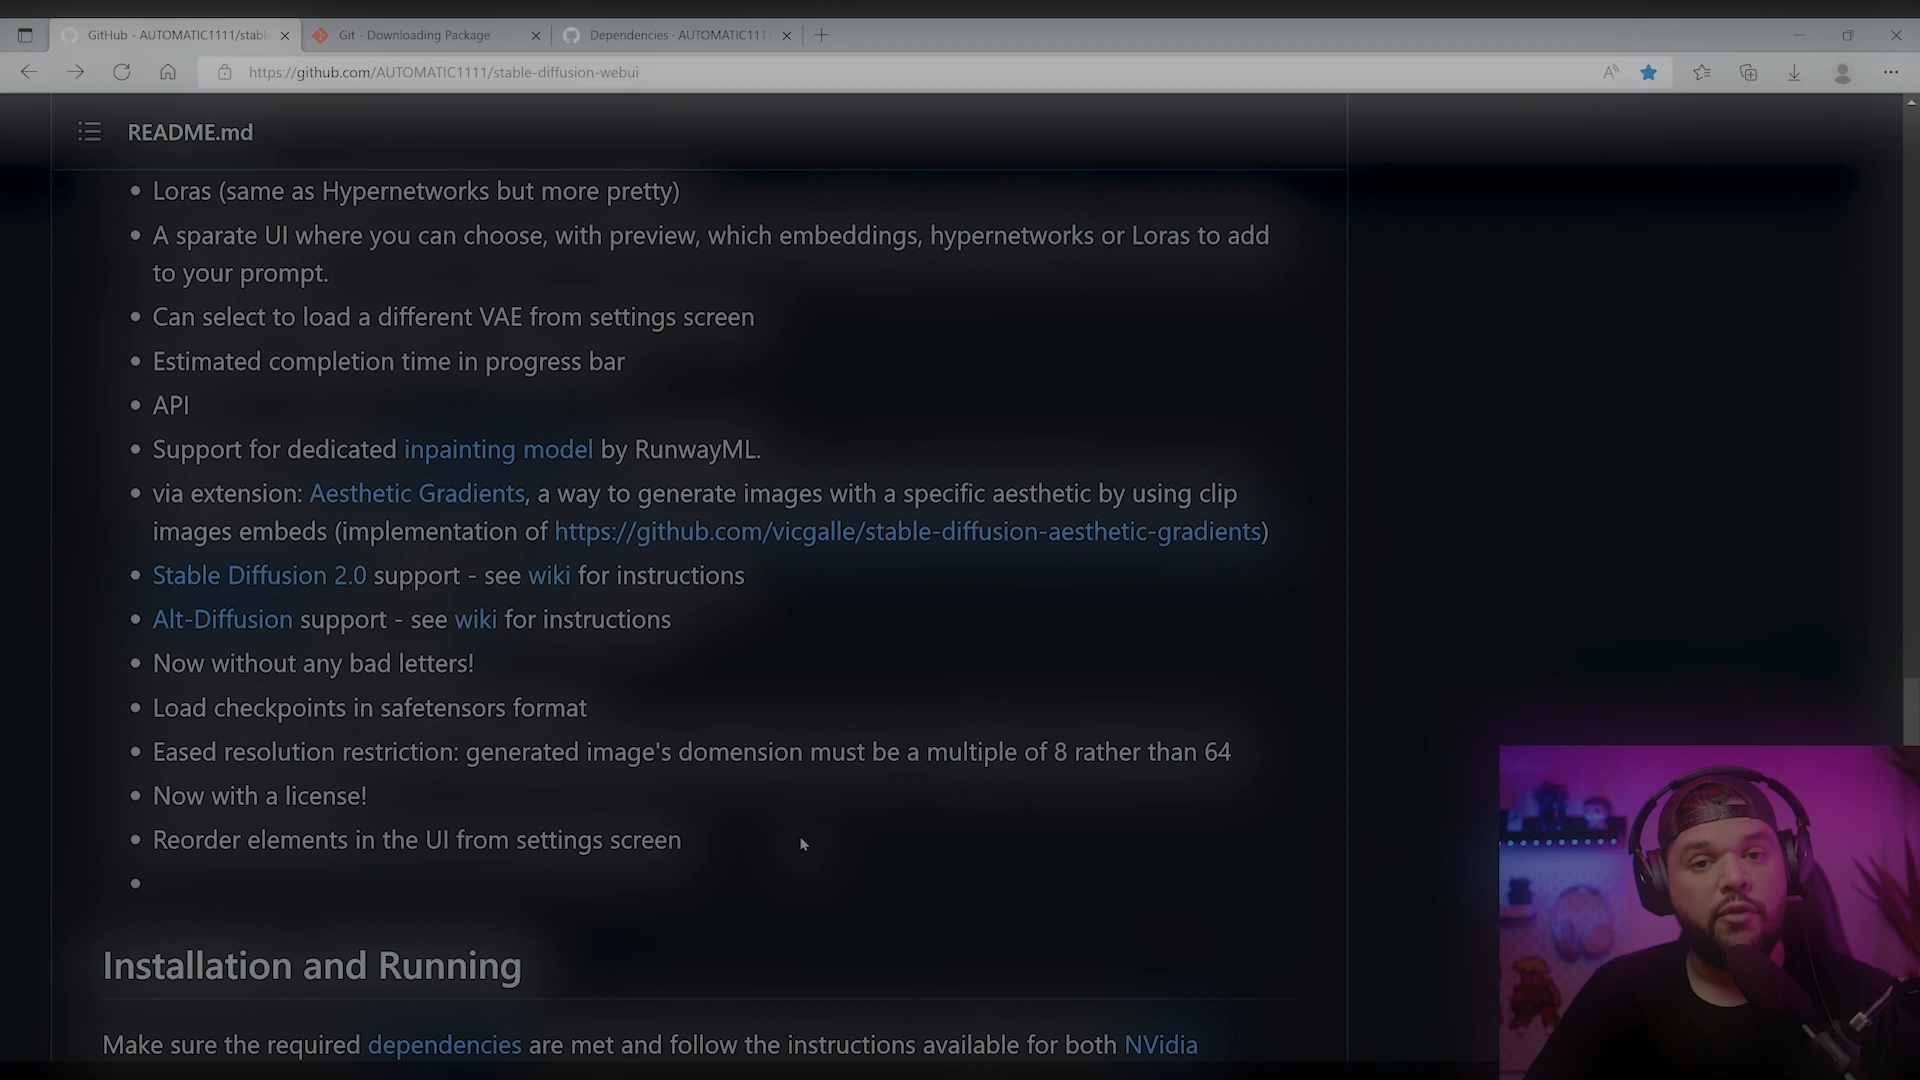 GitHub - AUTOMATIC1111/stabl
Git - Downloading Package
Dependencies · AUTOMATIC1111
https://github.com/AUTOMATIC1111/stable-diffusion-webui
README.md
• Loras (same as Hypernetworks but more pretty)
• A sparate UI where you can choose, with preview, which embeddings, hypernetworks or Loras to add
to your prompt.
• Can select to load a different VAE from settings screen
• Estimated completion time in progress bar
• API
• Support for dedicated inpainting model by RunwayML.
• via extension: Aesthetic Gradients, a way to generate images with a specific aesthetic by using clip
images embeds (implementation of https://github.com/vicgalle/stable-diffusion-aesthetic-gradients)
• Stable Diffusion 2.0 support - see wiki for instructions
• Alt-Diffusion support - see wiki for instructions
• Now without any bad letters!
• Load checkpoints in safetensors format
• Eased resolution restriction: generated image's domension must be a multiple of 8 rather than 64
• Now with a license!
• Reorder elements in the UI from settings screen
•
Installation and Running
Make sure the required dependencies are met and follow the instructions available for both NVidia